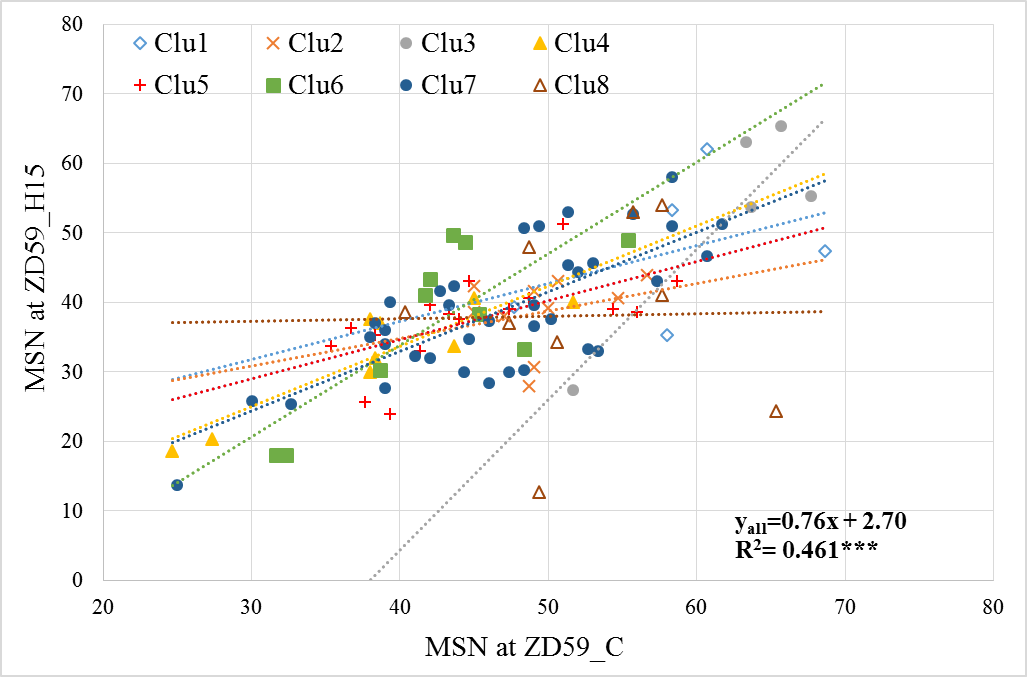 80
70
60
50
40
30
20
10
0
MSN at ZD59_H15
Clu1 Clu2 Clu3 Clu4
Clu5 Clu6 Clu7 Clu8
yall=0.76x + 2.70
R2= 0.461***
20 30 40 50 60 70 80
MSN at ZD59_C